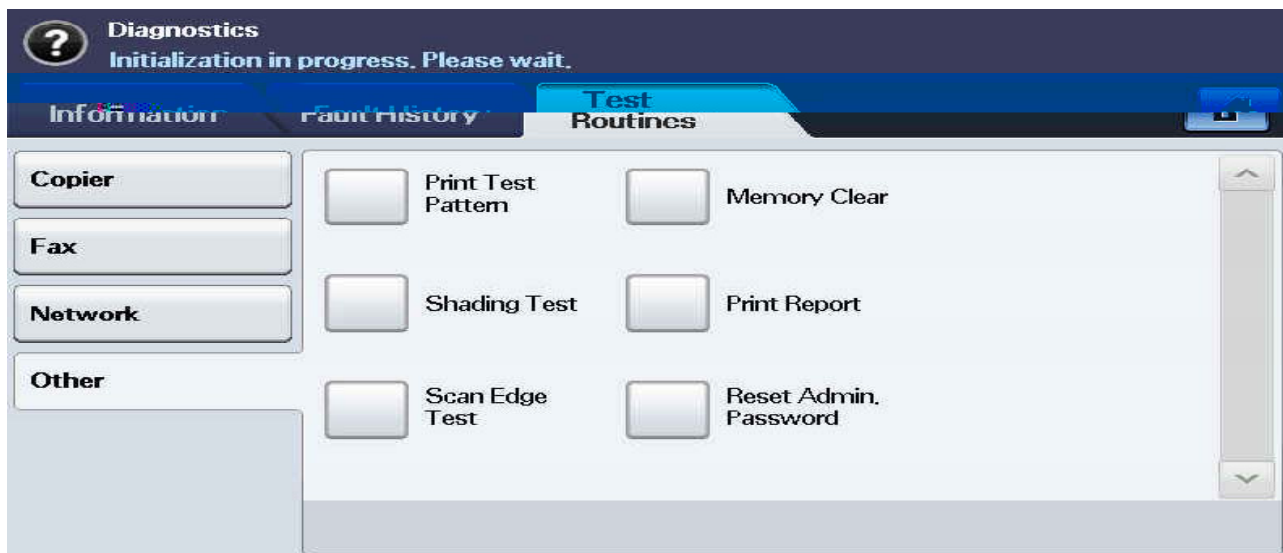 Diagnostics
Initialization in progress. Please wait.
Information
Fault History
Test
Routines
Copier
Fax
Network
Other
Print Test
Pattern
Memory Clear
Shading Test
Print Report
Scan Edge
Test
Reset Admin.
Password